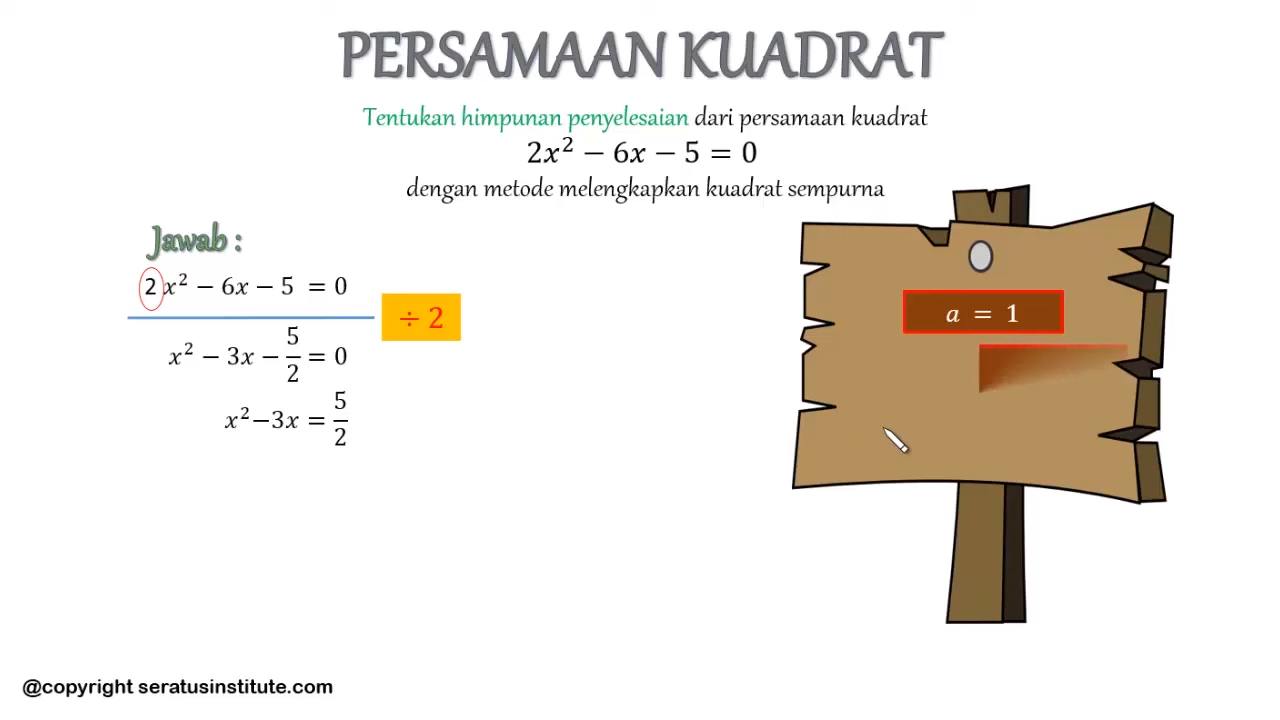 PERSAMAAN KUADRAT
Tentukan himpunan penyelesaian dari persamaan kuadrat
2x² − 6x − 5 = 0
dengan metode melengkapkan kuadrat sempurna
Jawab :
2x² − 6x − 5 = 0
÷ 2
x² − 3x − 5/2 = 0
x²−3x = 5/2
a = 1
@copyright seratusinstitute.com